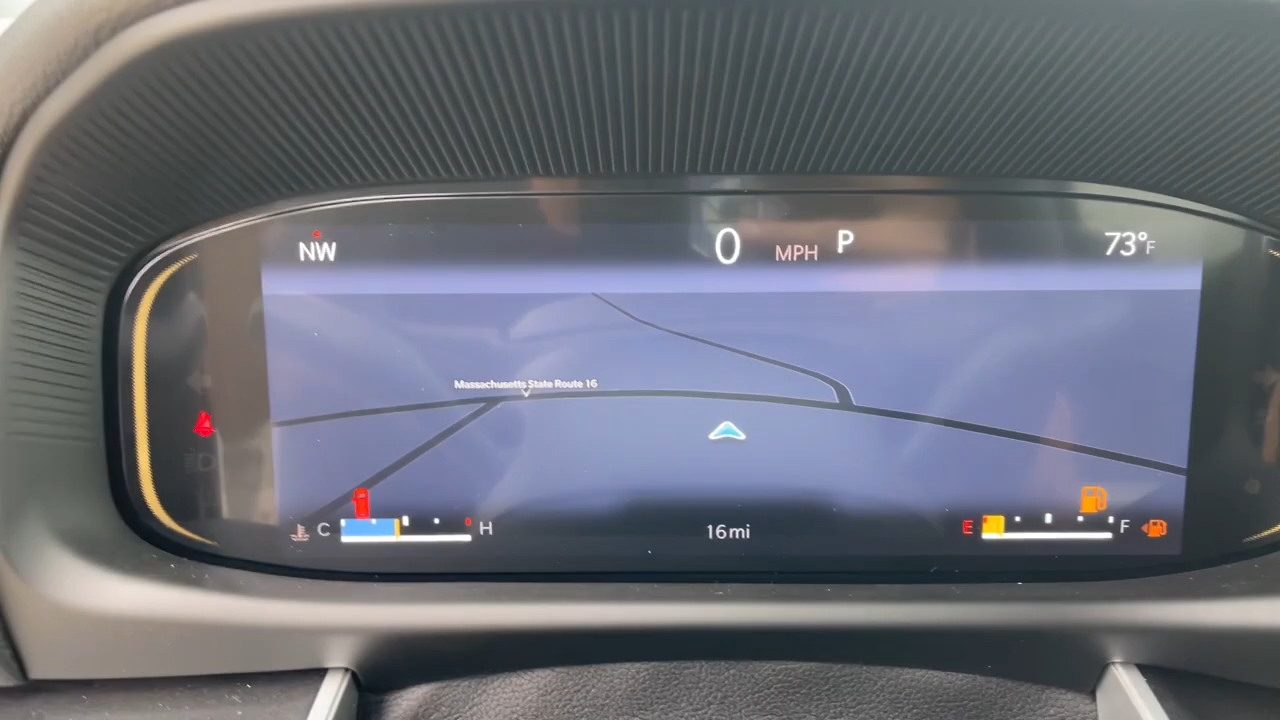 NW
0 MPH P
73°F
Massachusetts State Route 16
C H
16mi
E F